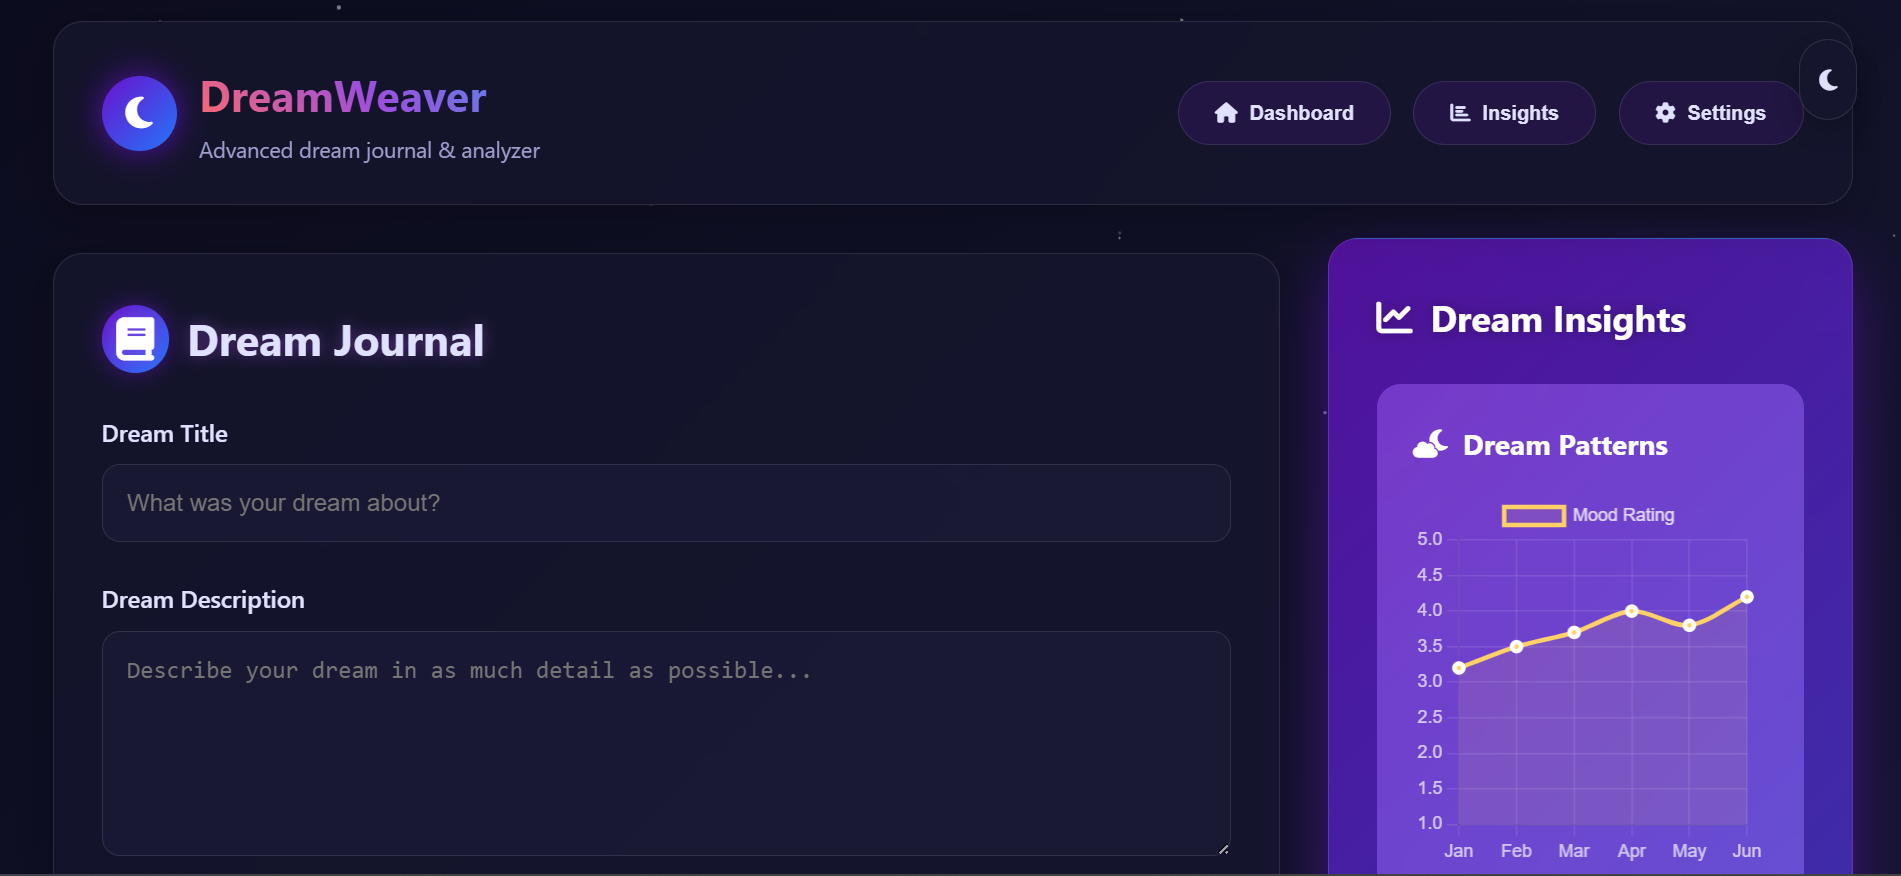 DreamWeaver
Advanced dream journal & analyzer
Dashboard
Insights
Settings
Dream Journal
Dream Title
What was your dream about?
Dream Description
Describe your dream in as much detail as possible...
Dream Insights
Dream Patterns
Mood Rating
5.0
4.5
4.0
3.5
3.0
2.5
2.0
1.5
1.0
Jan Feb Mar Apr May Jun